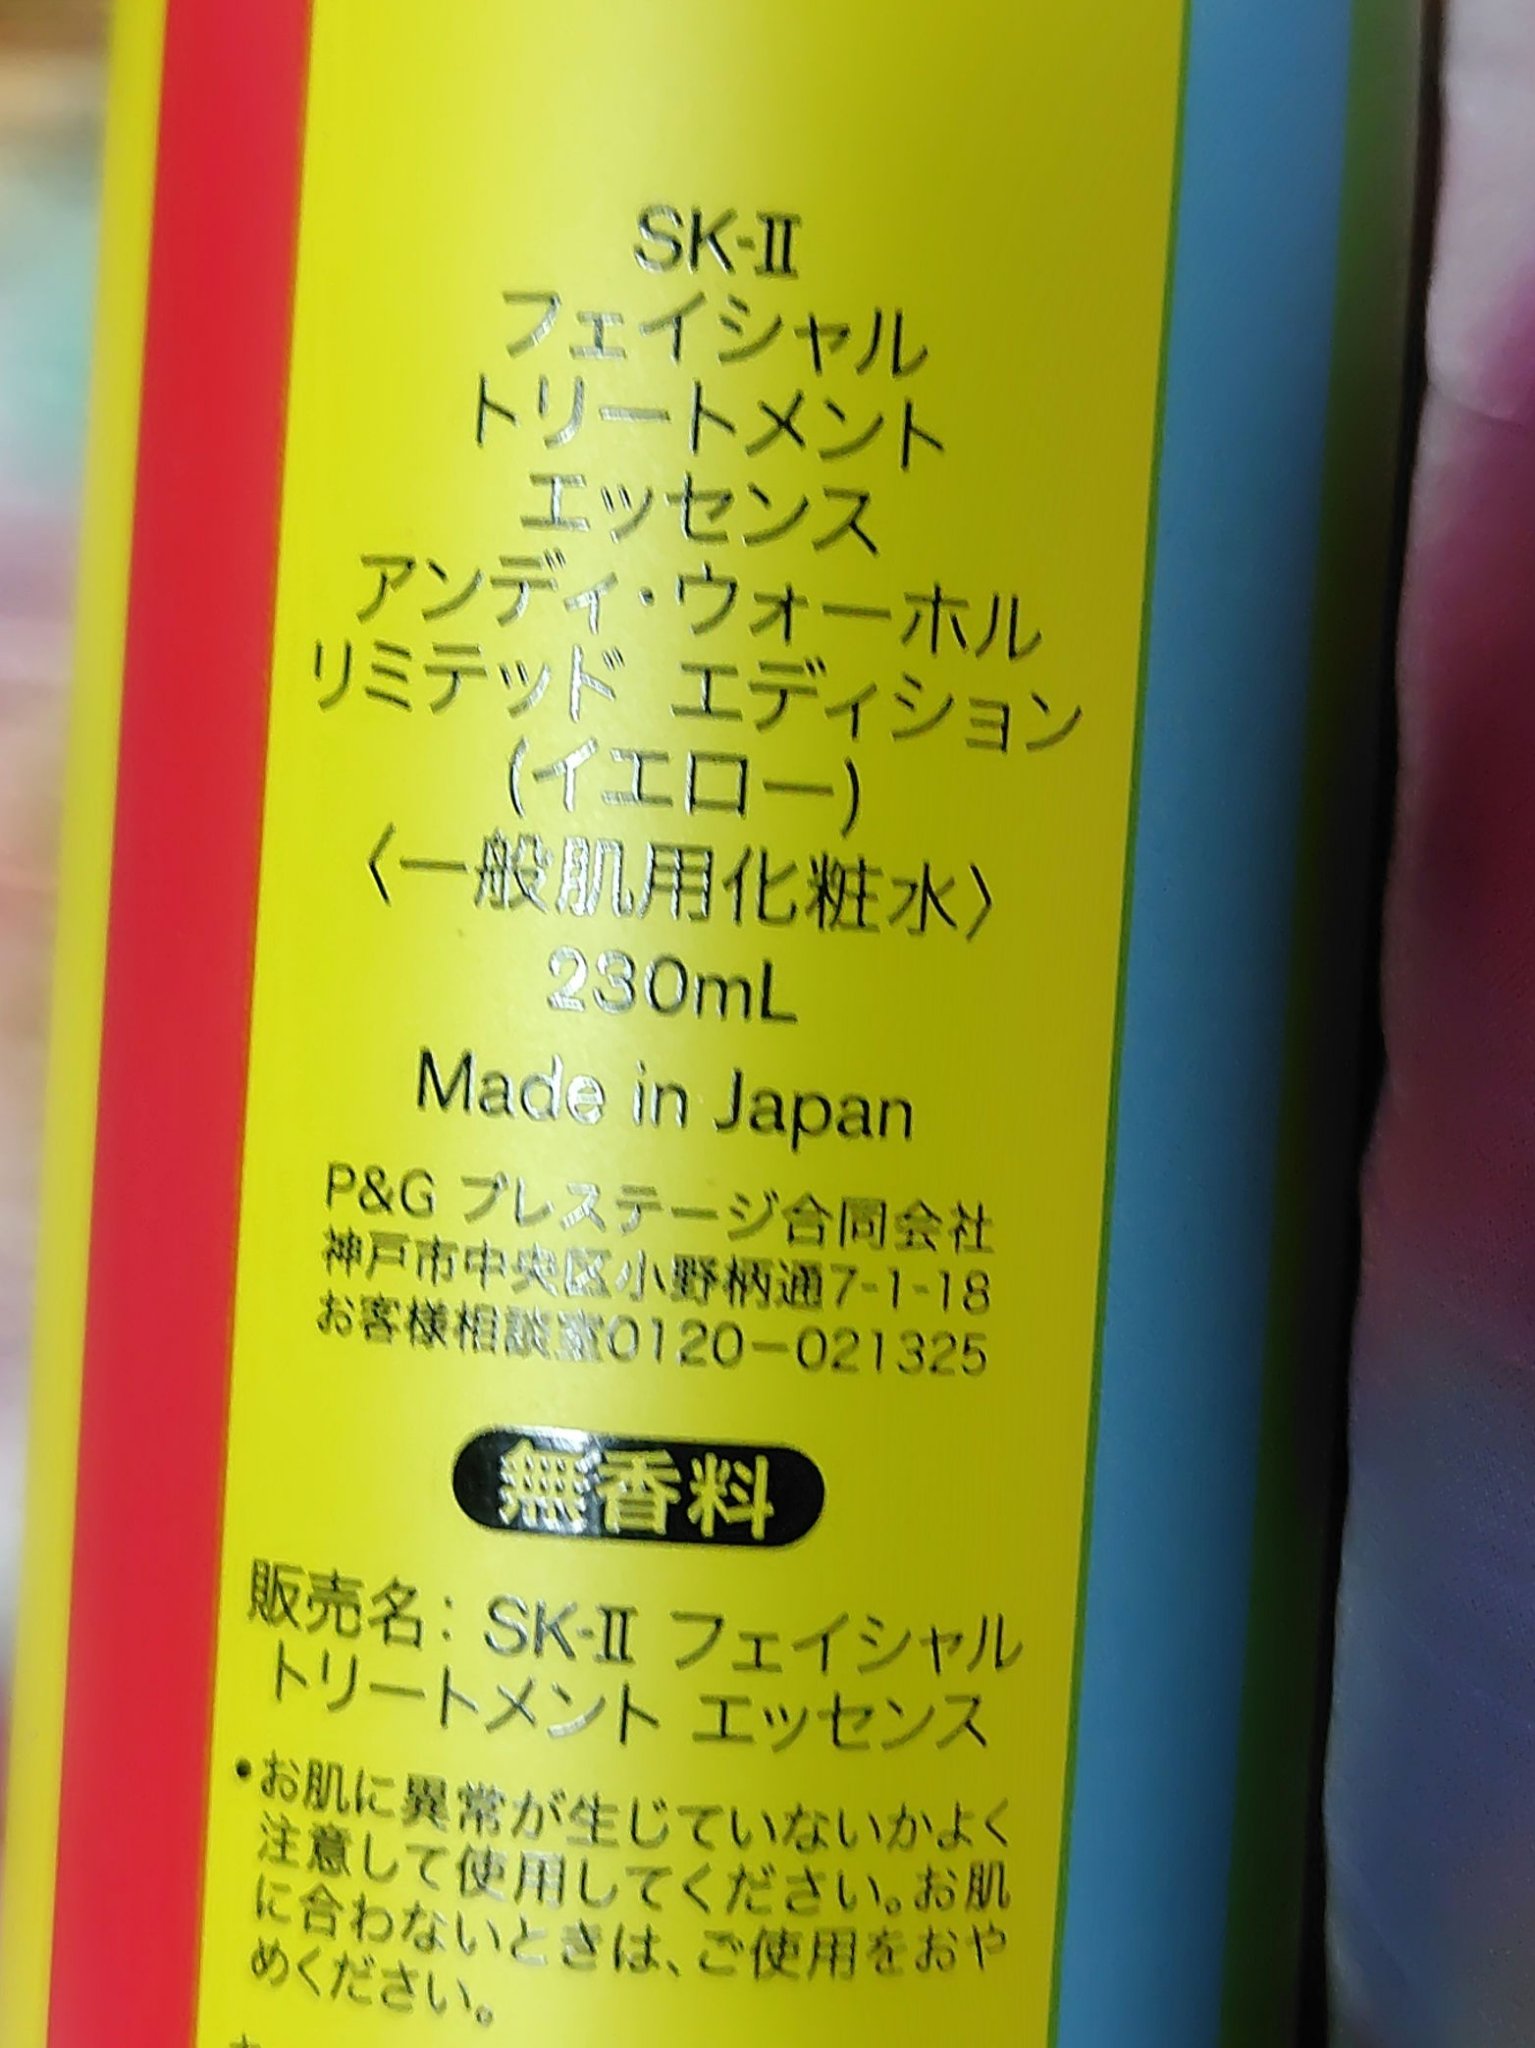 SK-II
フェイシャル
トリートメント
エッセンス
アンディ・ウォーホル
リミテッド エディション
(イエロー)
〈一般肌用化粧水〉
230mL
Made in Japan
P&G プレステージ合同会社
神戸市中央区小野柄通7-1-18
お客様相談室0120-021325
無香料
販売名: SK-II フェイシャル
トリートメント エッセンス
•お肌に異常が生じていないかよく
注意して使用してください。お肌
に合わないときは、ご使用をおや
めください。